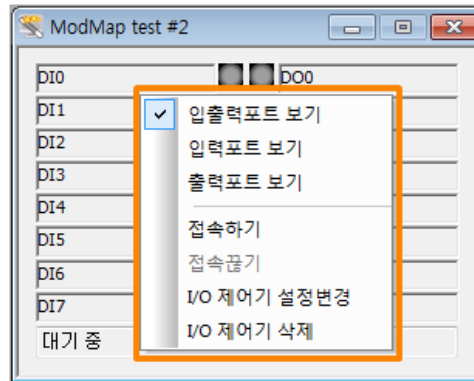 ModMap test #2
DI0 DO0
DI1
DI2
DI3
DI4
DI5
DI6
DI7
대기 중
입출력포트 보기
입력포트 보기
출력포트 보기
접속하기
접속끊기
I/O 제어기 설정변경
I/O 제어기 삭제